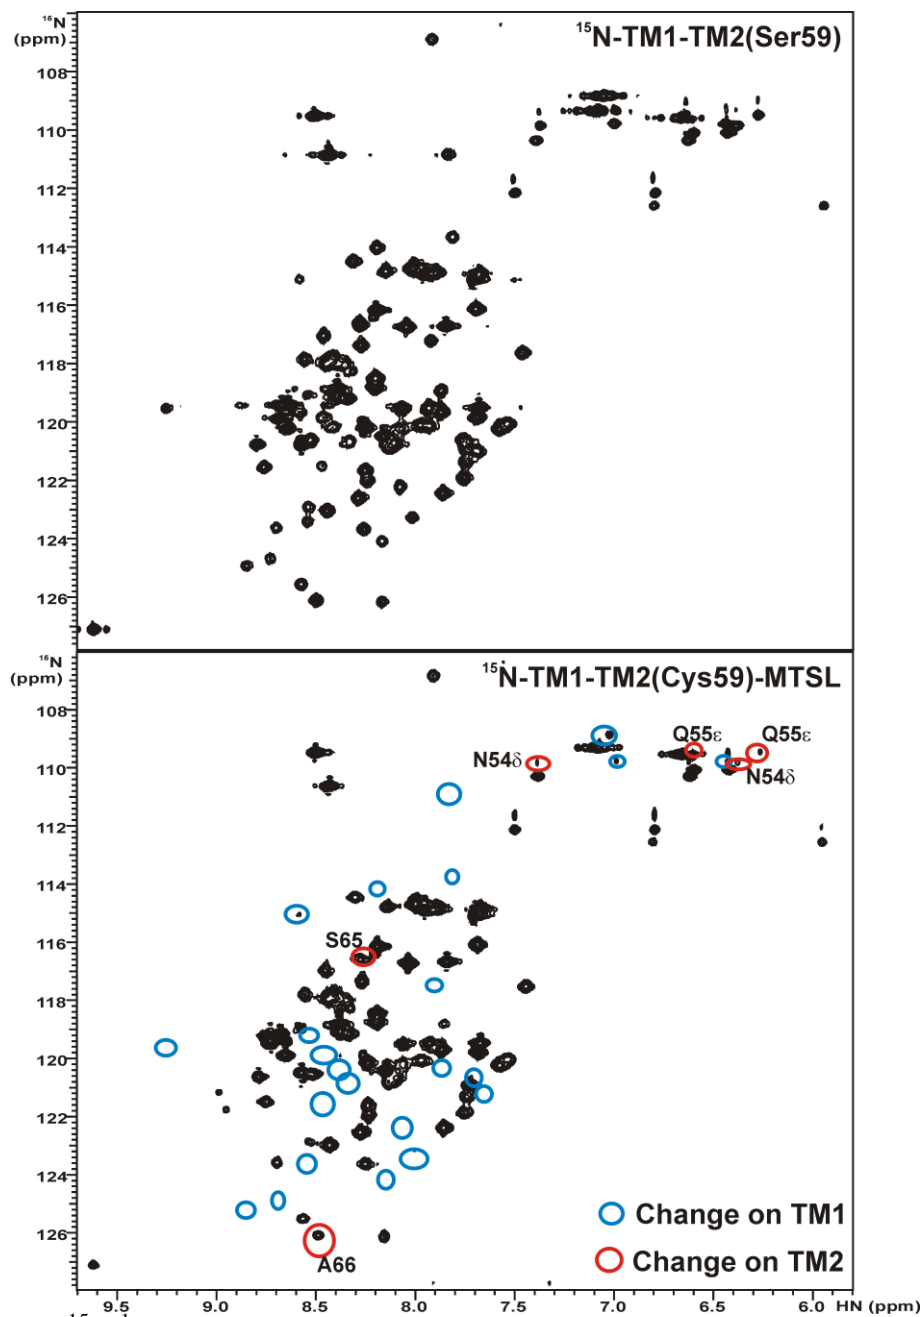 ¹⁵N
(ppm)
¹⁵N-TM1-TM2(Ser59)
108
110
112
114
116
118
120
122
124
126
¹⁵N
(ppm)
¹⁵N-TM1-TM2(Cys59)-MTSL
108
Q55ε
Q55ε
N54δ
110
N54δ
112
114
S65
116
118
120
122
124
Change on TM1
126
Change on TM2
A66
9.5
9.0
8.5
8.0
7.5
7.0
6.5
6.0
HN (ppm)